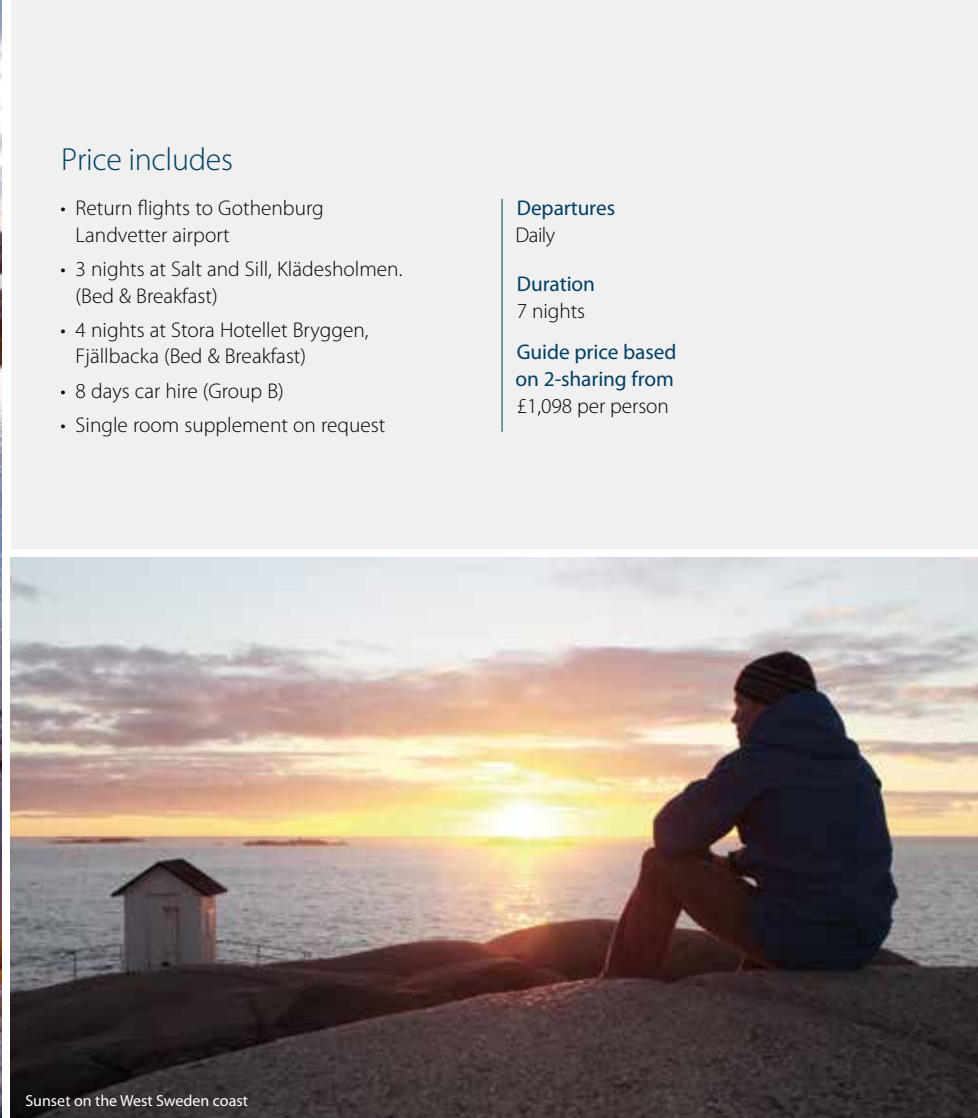 Price includes
• Return flights to Gothenburg
Landvetter airport
• 3 nights at Salt and Sill, Klädesholmen.
(Bed & Breakfast)
• 4 nights at Stora Hotellet Bryggen,
Fjällbacka (Bed & Breakfast)
• 8 days car hire (Group B)
• Single room supplement on request
Departures
Daily
Duration
7 nights
Guide price based
on 2-sharing from
£1,098 per person
Sunset on the West Sweden coast